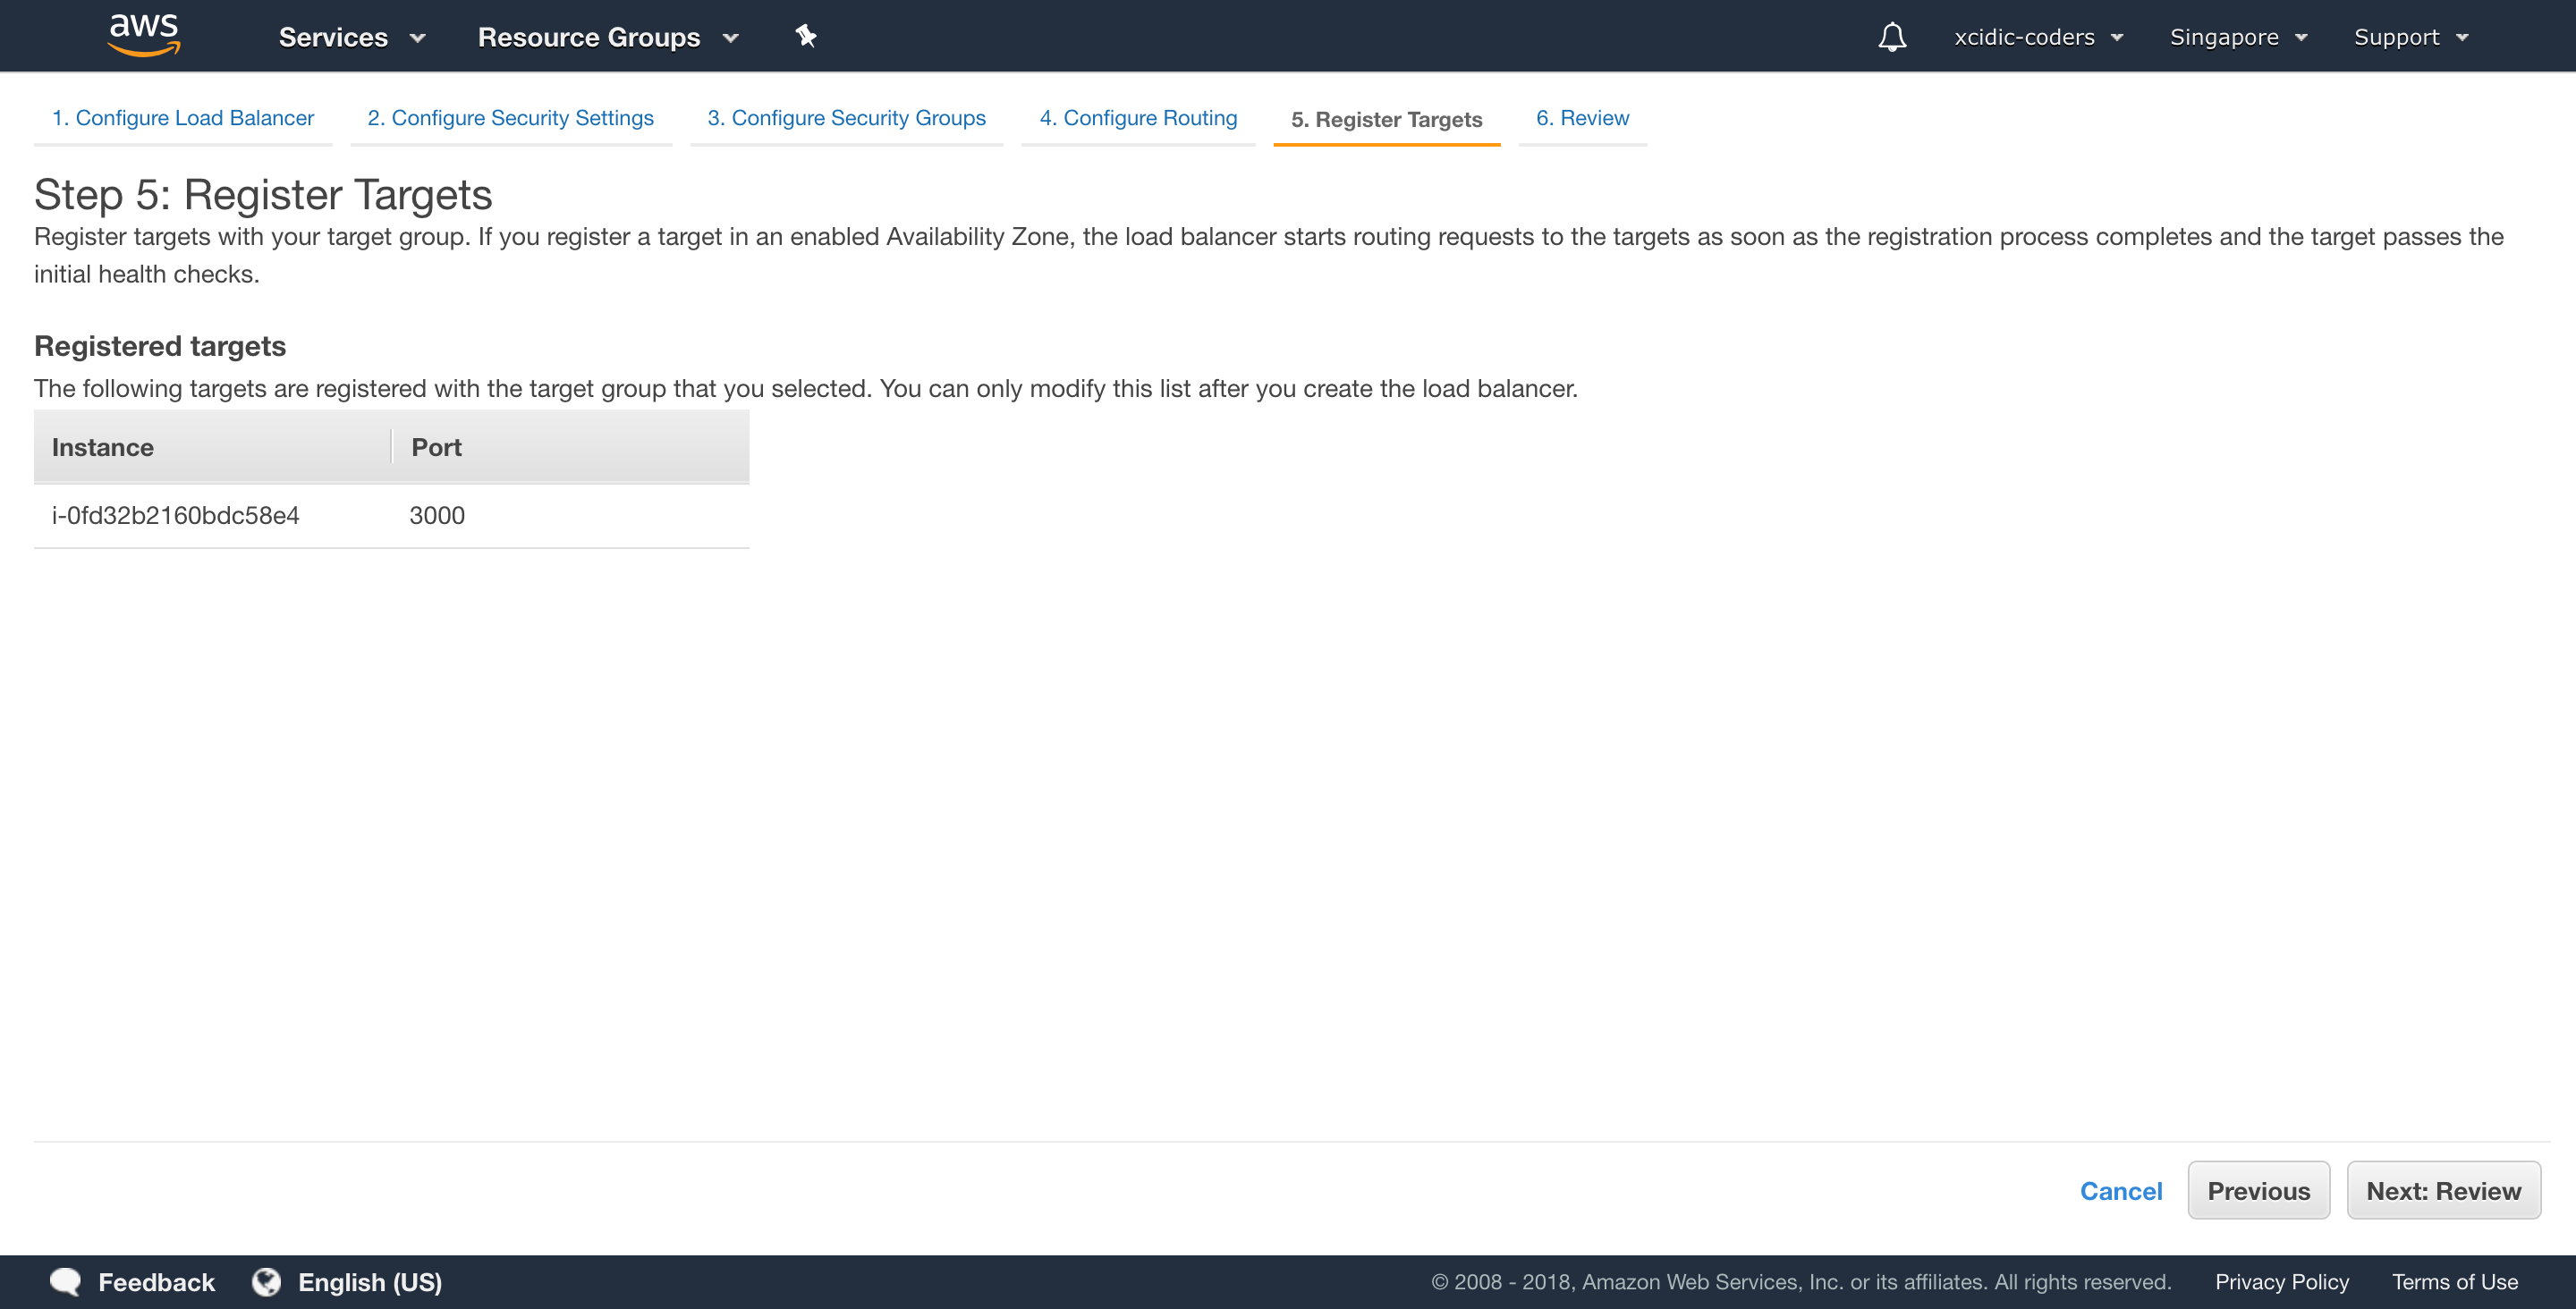 aws Services Resource Groups xcidic-coders Singapore Support
1. Configure Load Balancer 2. Configure Security Settings 3. Configure Security Groups 4. Configure Routing 5. Register Targets 6. Review
Step 5: Register Targets
Register targets with your target group. If you register a target in an enabled Availability Zone, the load balancer starts routing requests to the targets as soon as the registration process completes and the target passes the
initial health checks.
Registered targets
The following targets are registered with the target group that you selected. You can only modify this list after you create the load balancer.
Instance Port
i-0fd32b2160bdc58e4 3000
Cancel Previous Next: Review
Feedback English (US) © 2008 - 2018, Amazon Web Services, Inc. or its affiliates. All rights reserved. Privacy Policy Terms of Use